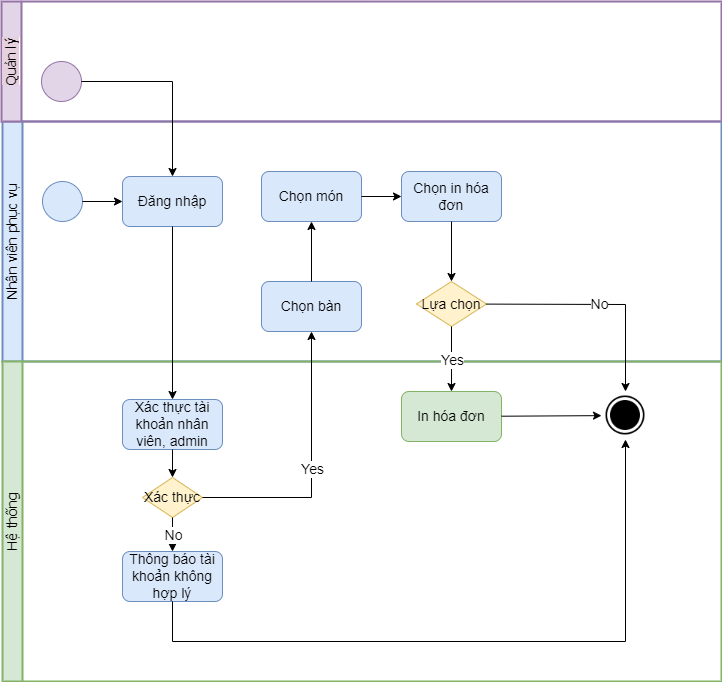 Quản lý
Nhân viên phục vụ
Đăng nhập
Chọn món
Chọn in hóa
đơn
Chọn bàn
Lựa chọn
No
Yes
Hệ thống
Xác thực tài
khoản nhân
viên, admin
In hóa đơn
Yes
Xác thực
No
Thông báo tài
khoản không
hợp lý